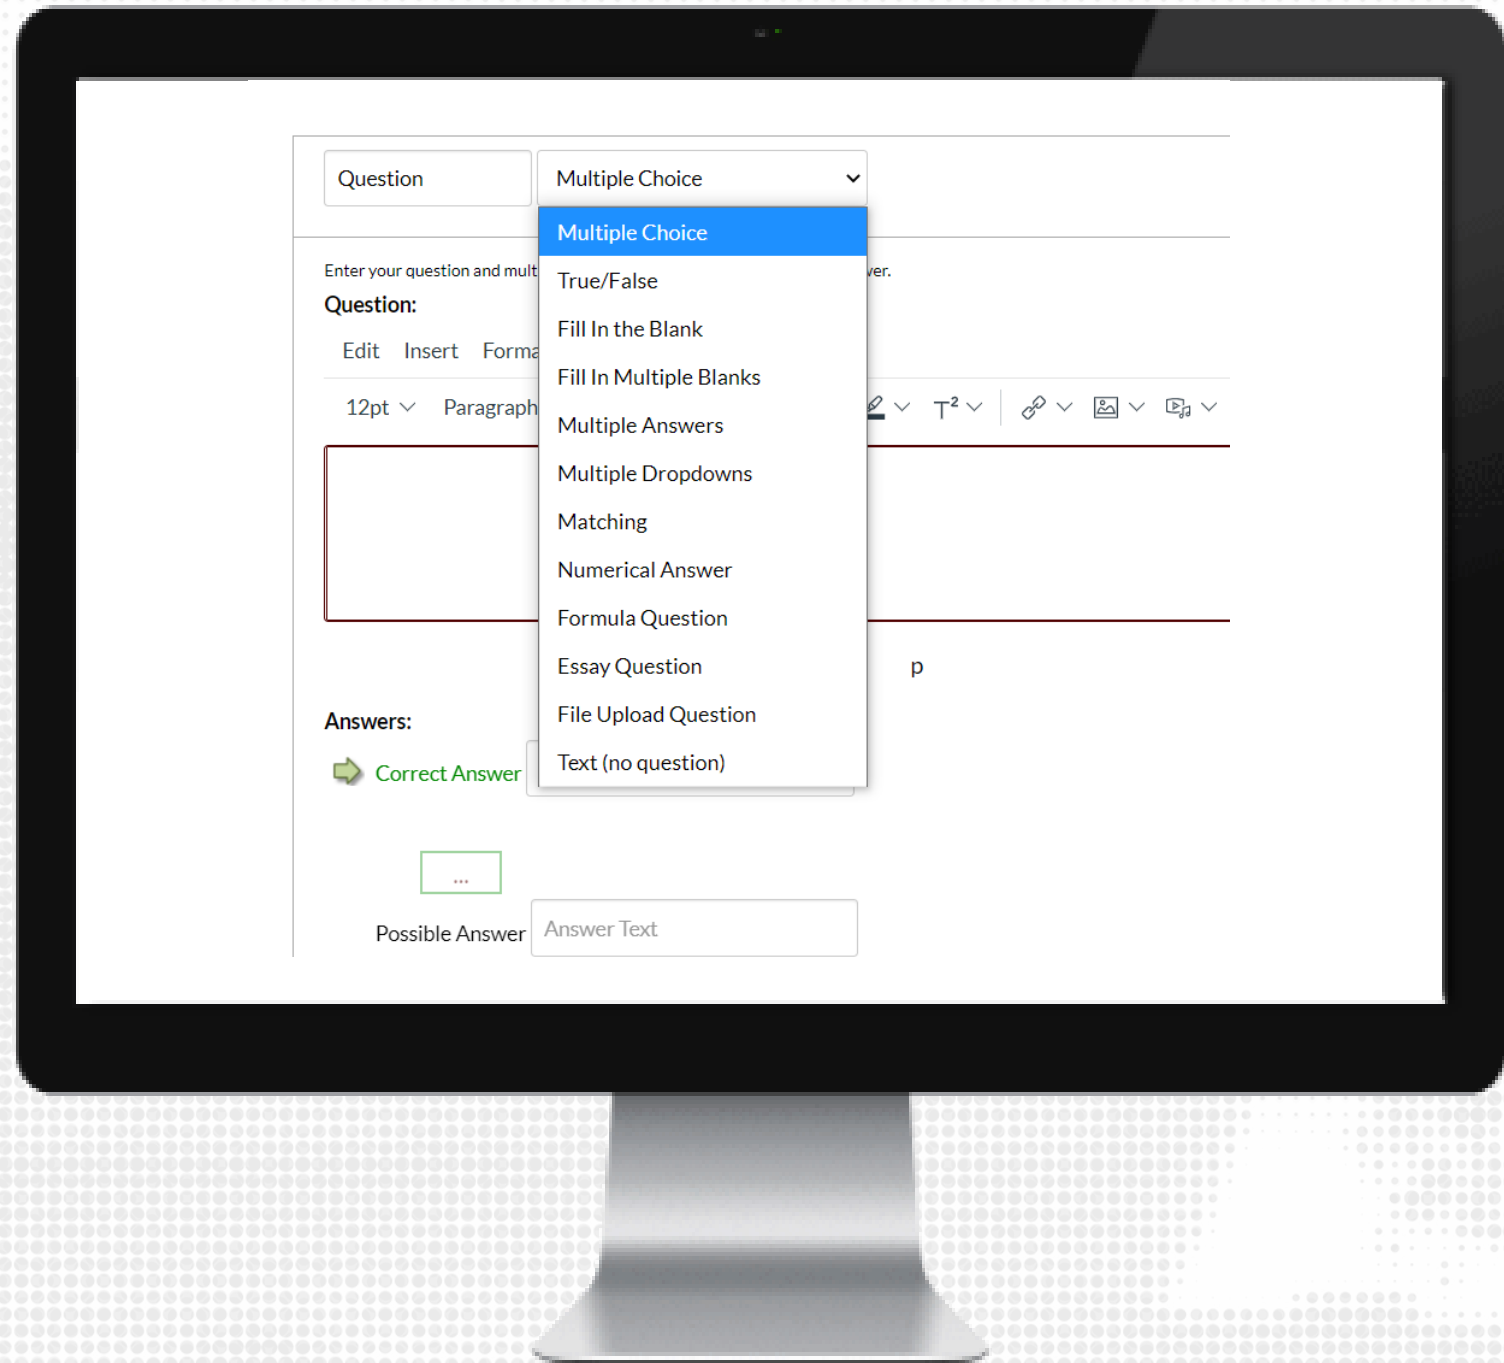 Question
Multiple Choice
Multiple Choice
True/False
Fill In the Blank
Fill In Multiple Blanks
Multiple Answers
Multiple Dropdowns
Matching
Numerical Answer
Formula Question
Essay Question
File Upload Question
Text (no question)
Enter your question and mult
ver.
Question:
Edit Insert Forma
12pt Paragraph
T²
p
Answers:
Correct Answer
...
Possible Answer
Answer Text